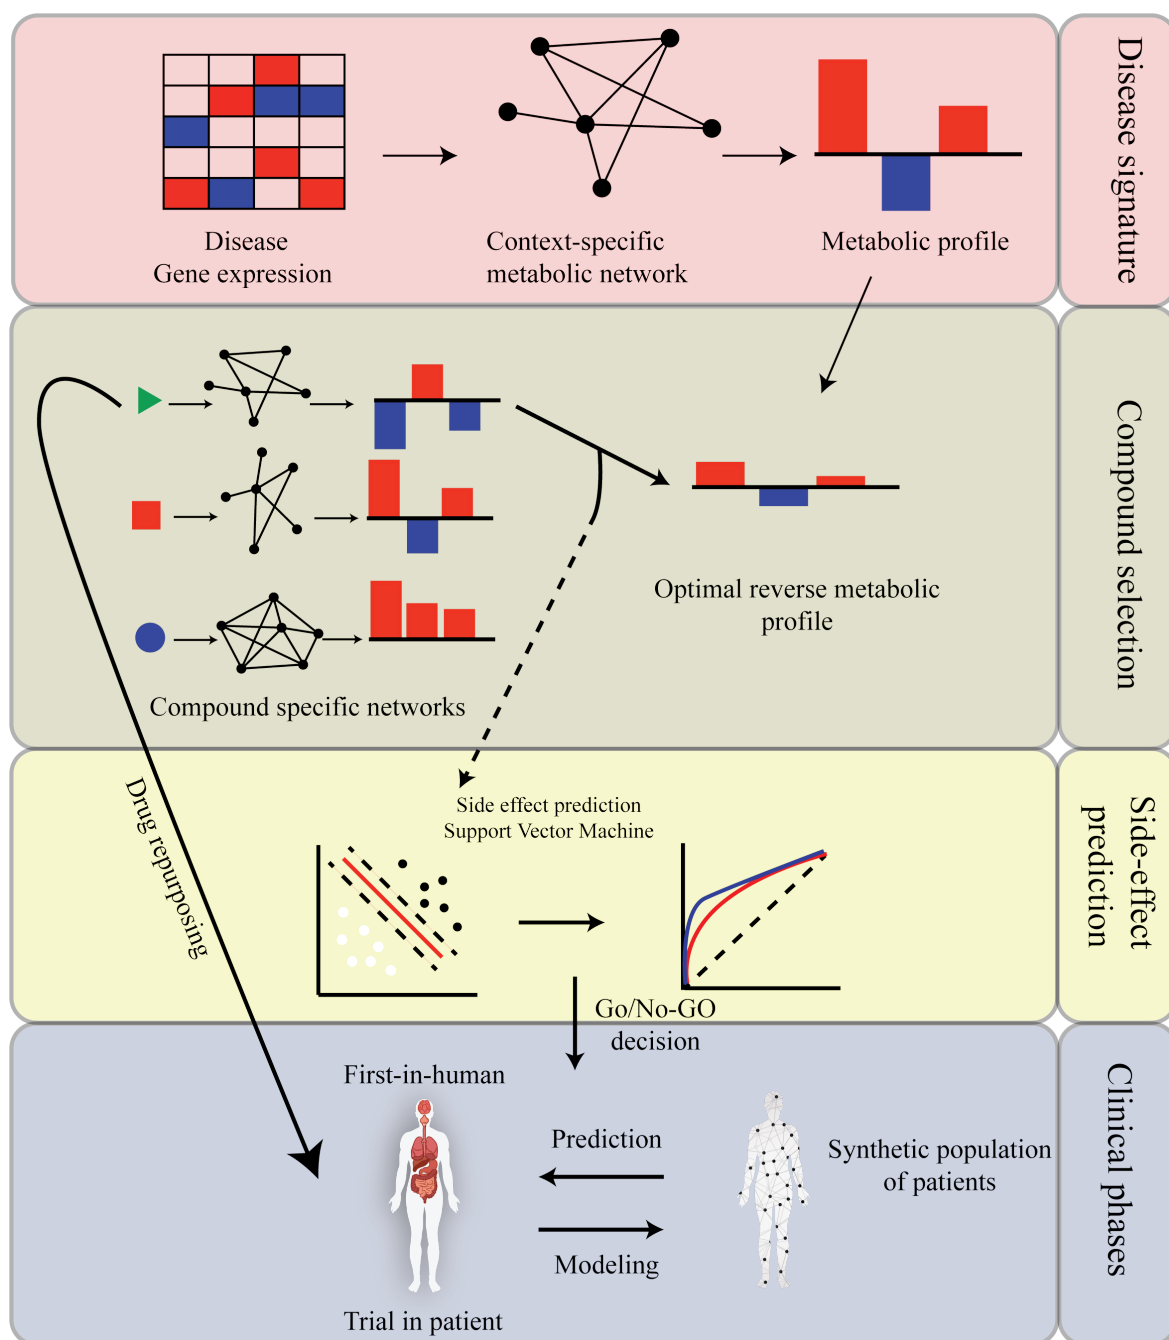 Disease signature
Disease
Gene expression
Context-specific
metabolic network
Metabolic profile
Compound selection
Optimal reverse metabolic
profile
Compound specific networks
Side-effect
prediction
Drug repurposing
Side effect prediction
Support Vector Machine
Go/No-GO
decision
Clinical phases
First-in-human
Prediction
Synthetic population
of patients
Modeling
Trial in patient